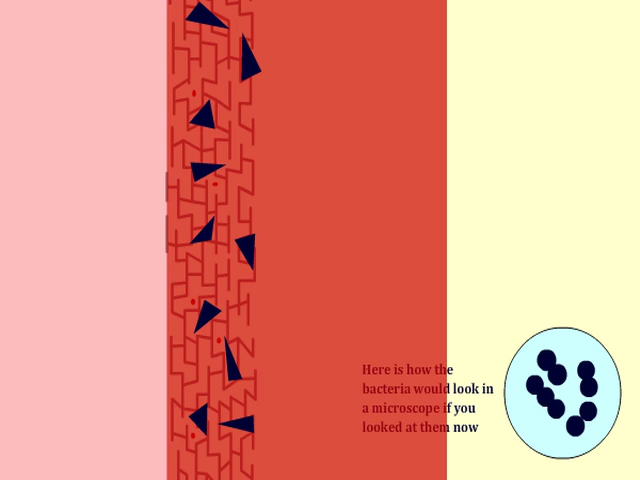 Here is how the
bacteria would look in
a microscope if you
looked at them now